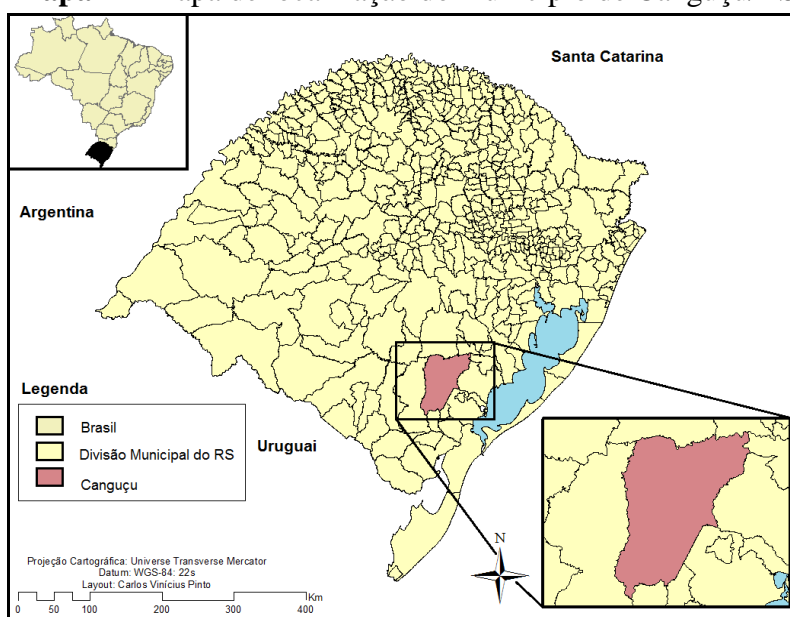 Santa Catarina
Argentina
Legenda
Brasil
Divisão Municipal do RS
Canguçu
Uruguai
N
Projeção Cartográfica: Universe Transverse Mercator
Datum: WGS-84: 22s
Layout: Carlos Vinícius Pinto
Km
0 50 100 200 300 400